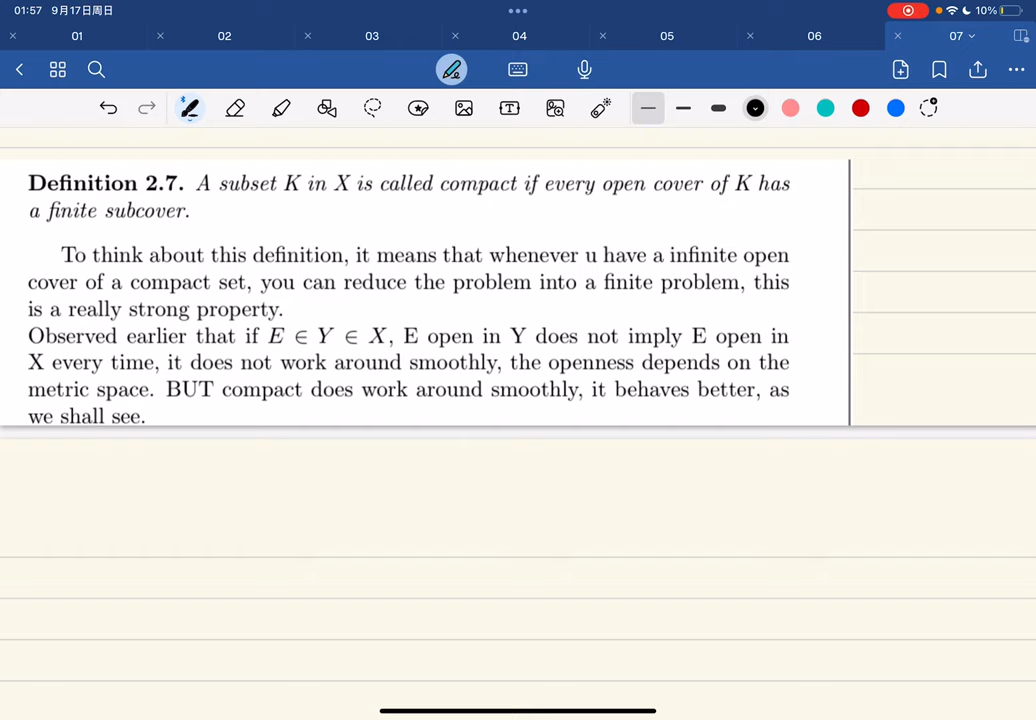 01:57 9月17日周日
10%
01 02 03 04 05 06 07
T
Definition 2.7. A subset K in X is called compact if every open cover of K has
a finite subcover.
To think about this definition, it means that whenever u have a infinite open
cover of a compact set, you can reduce the problem into a finite problem, this
is a really strong property.
Observed earlier that if E ∈ Y ∈ X, E open in Y does not imply E open in
X every time, it does not work around smoothly, the openness depends on the
metric space. BUT compact does work around smoothly, it behaves better, as
we shall see.